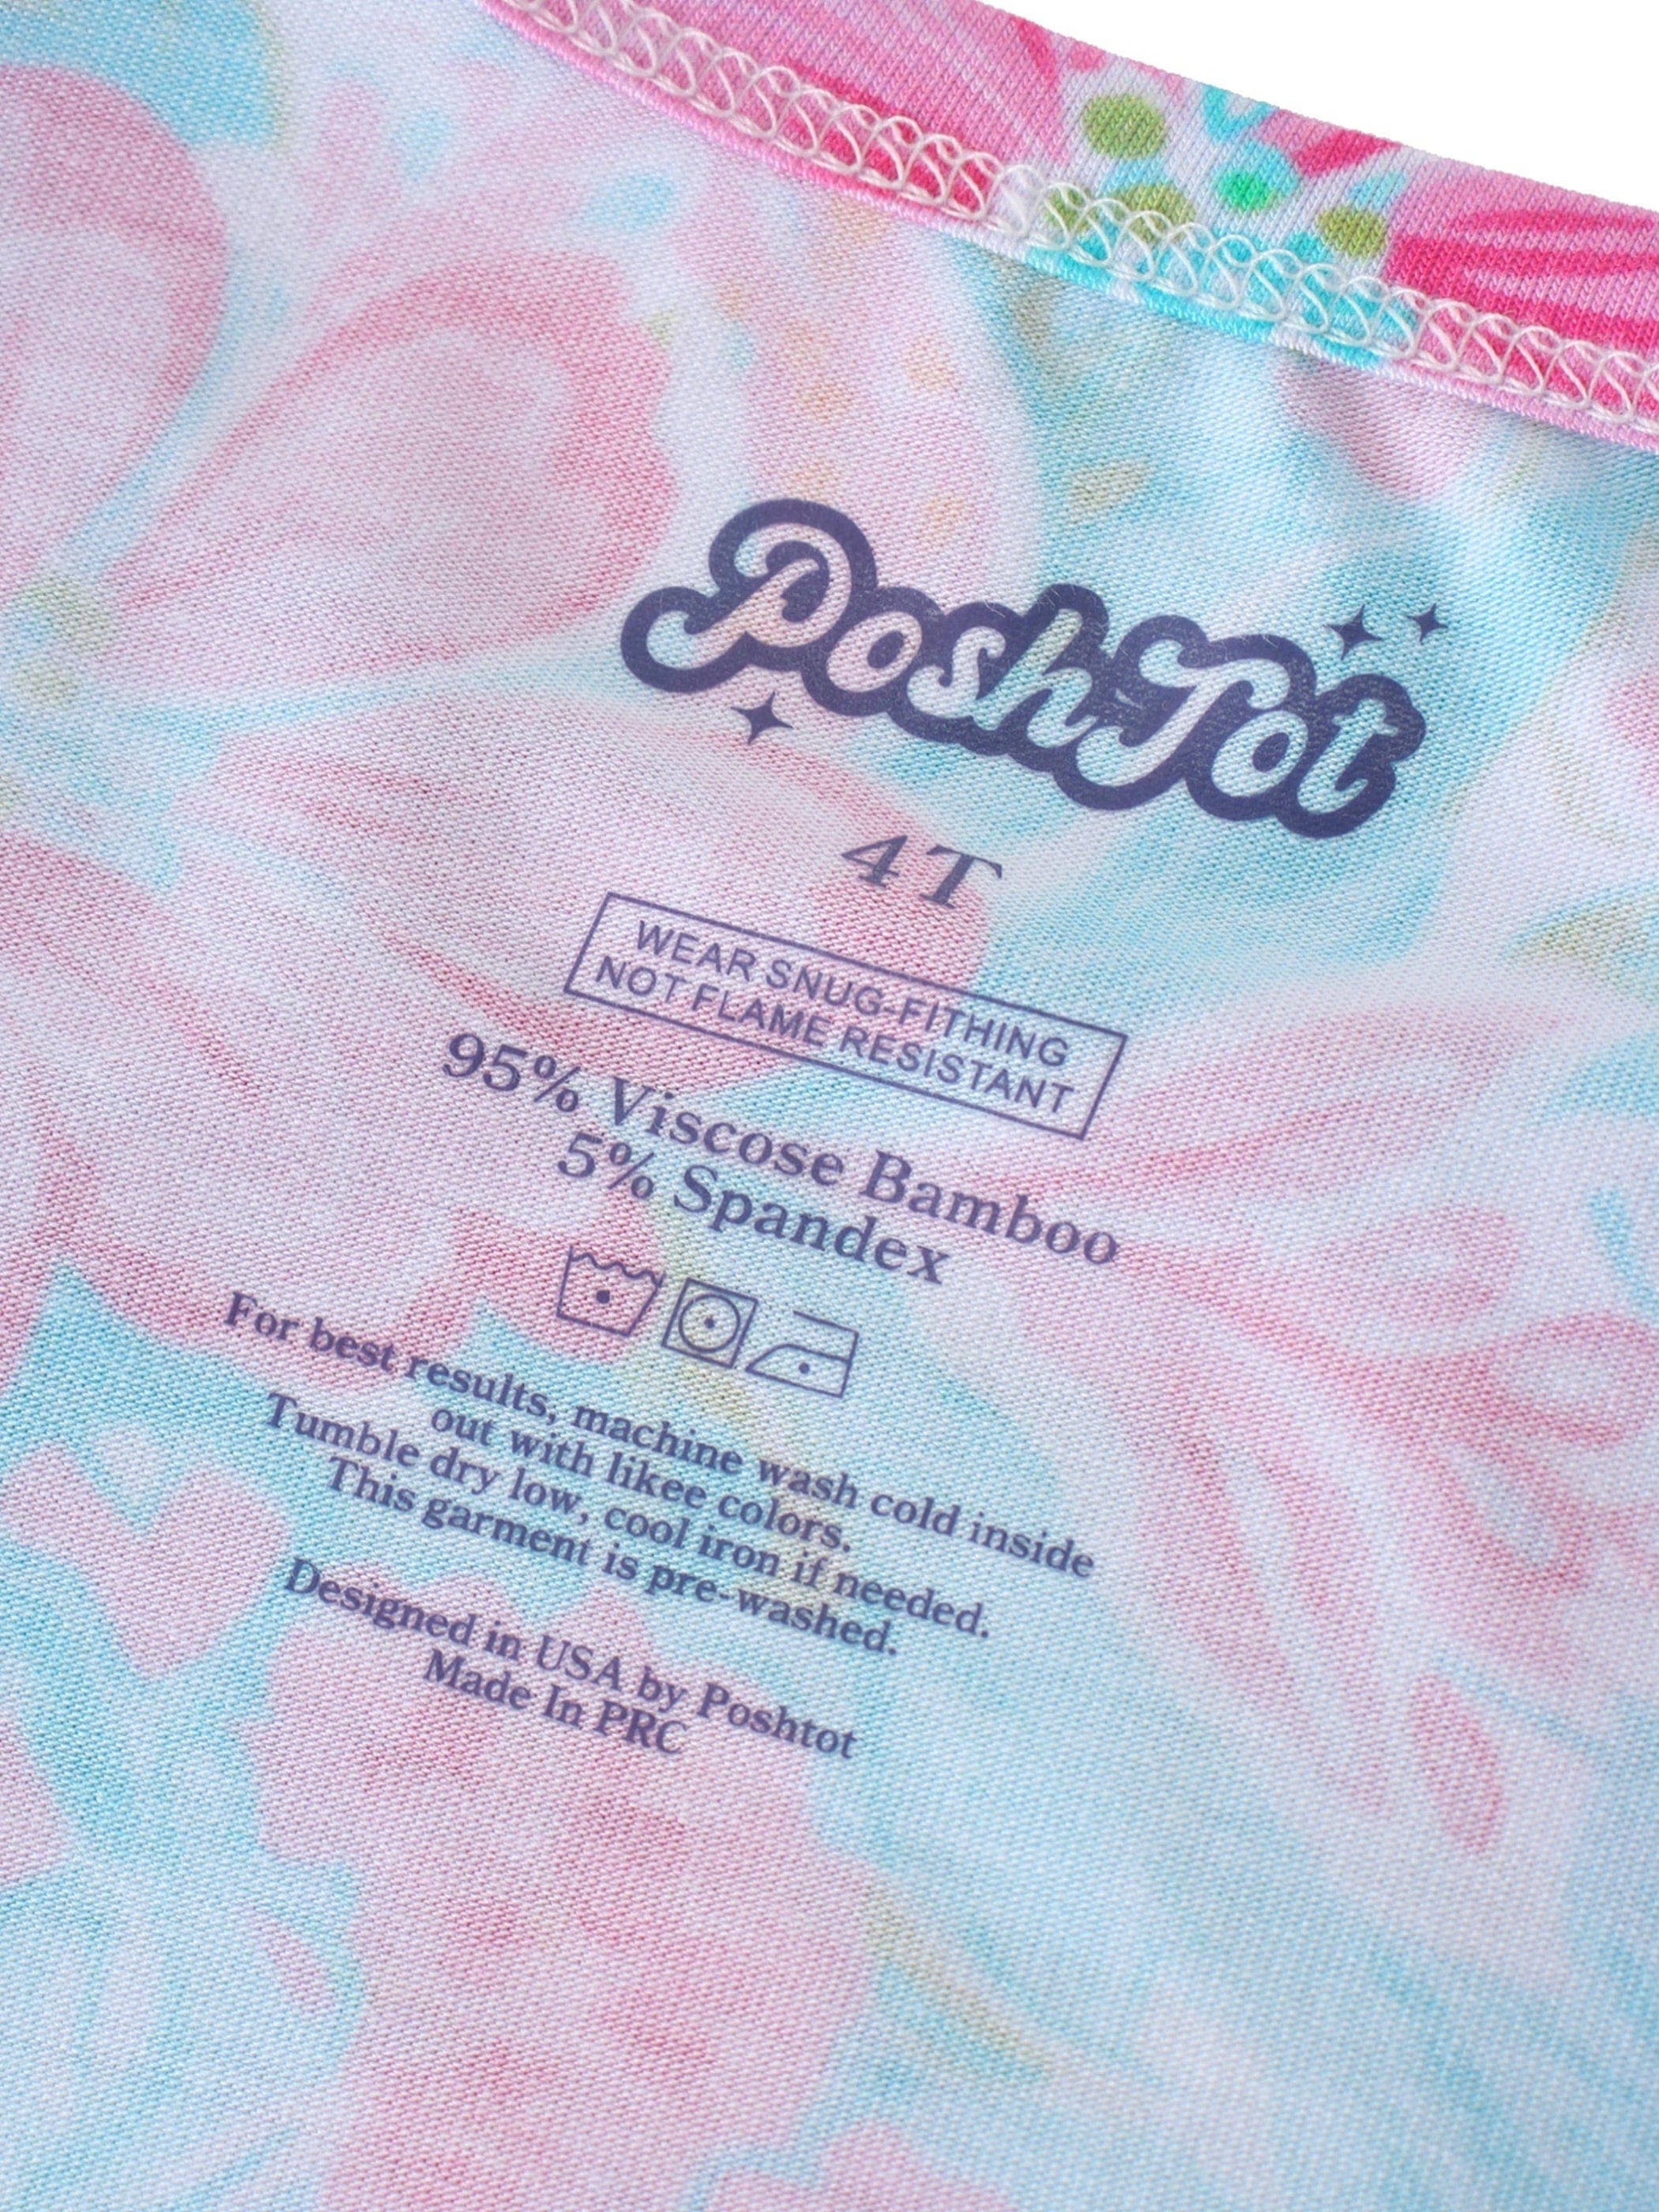 PoshTot
4T
WEAR SNUG-FITHING
NOT FLAME RESISTANT
95% Viscose Bamboo
5% Spandex
For best results, machine wash cold inside
out with likee colors.
Tumble dry low, cool iron if needed.
This garment is pre-washed.
Designed in USA by Poshtot
Made In PRC